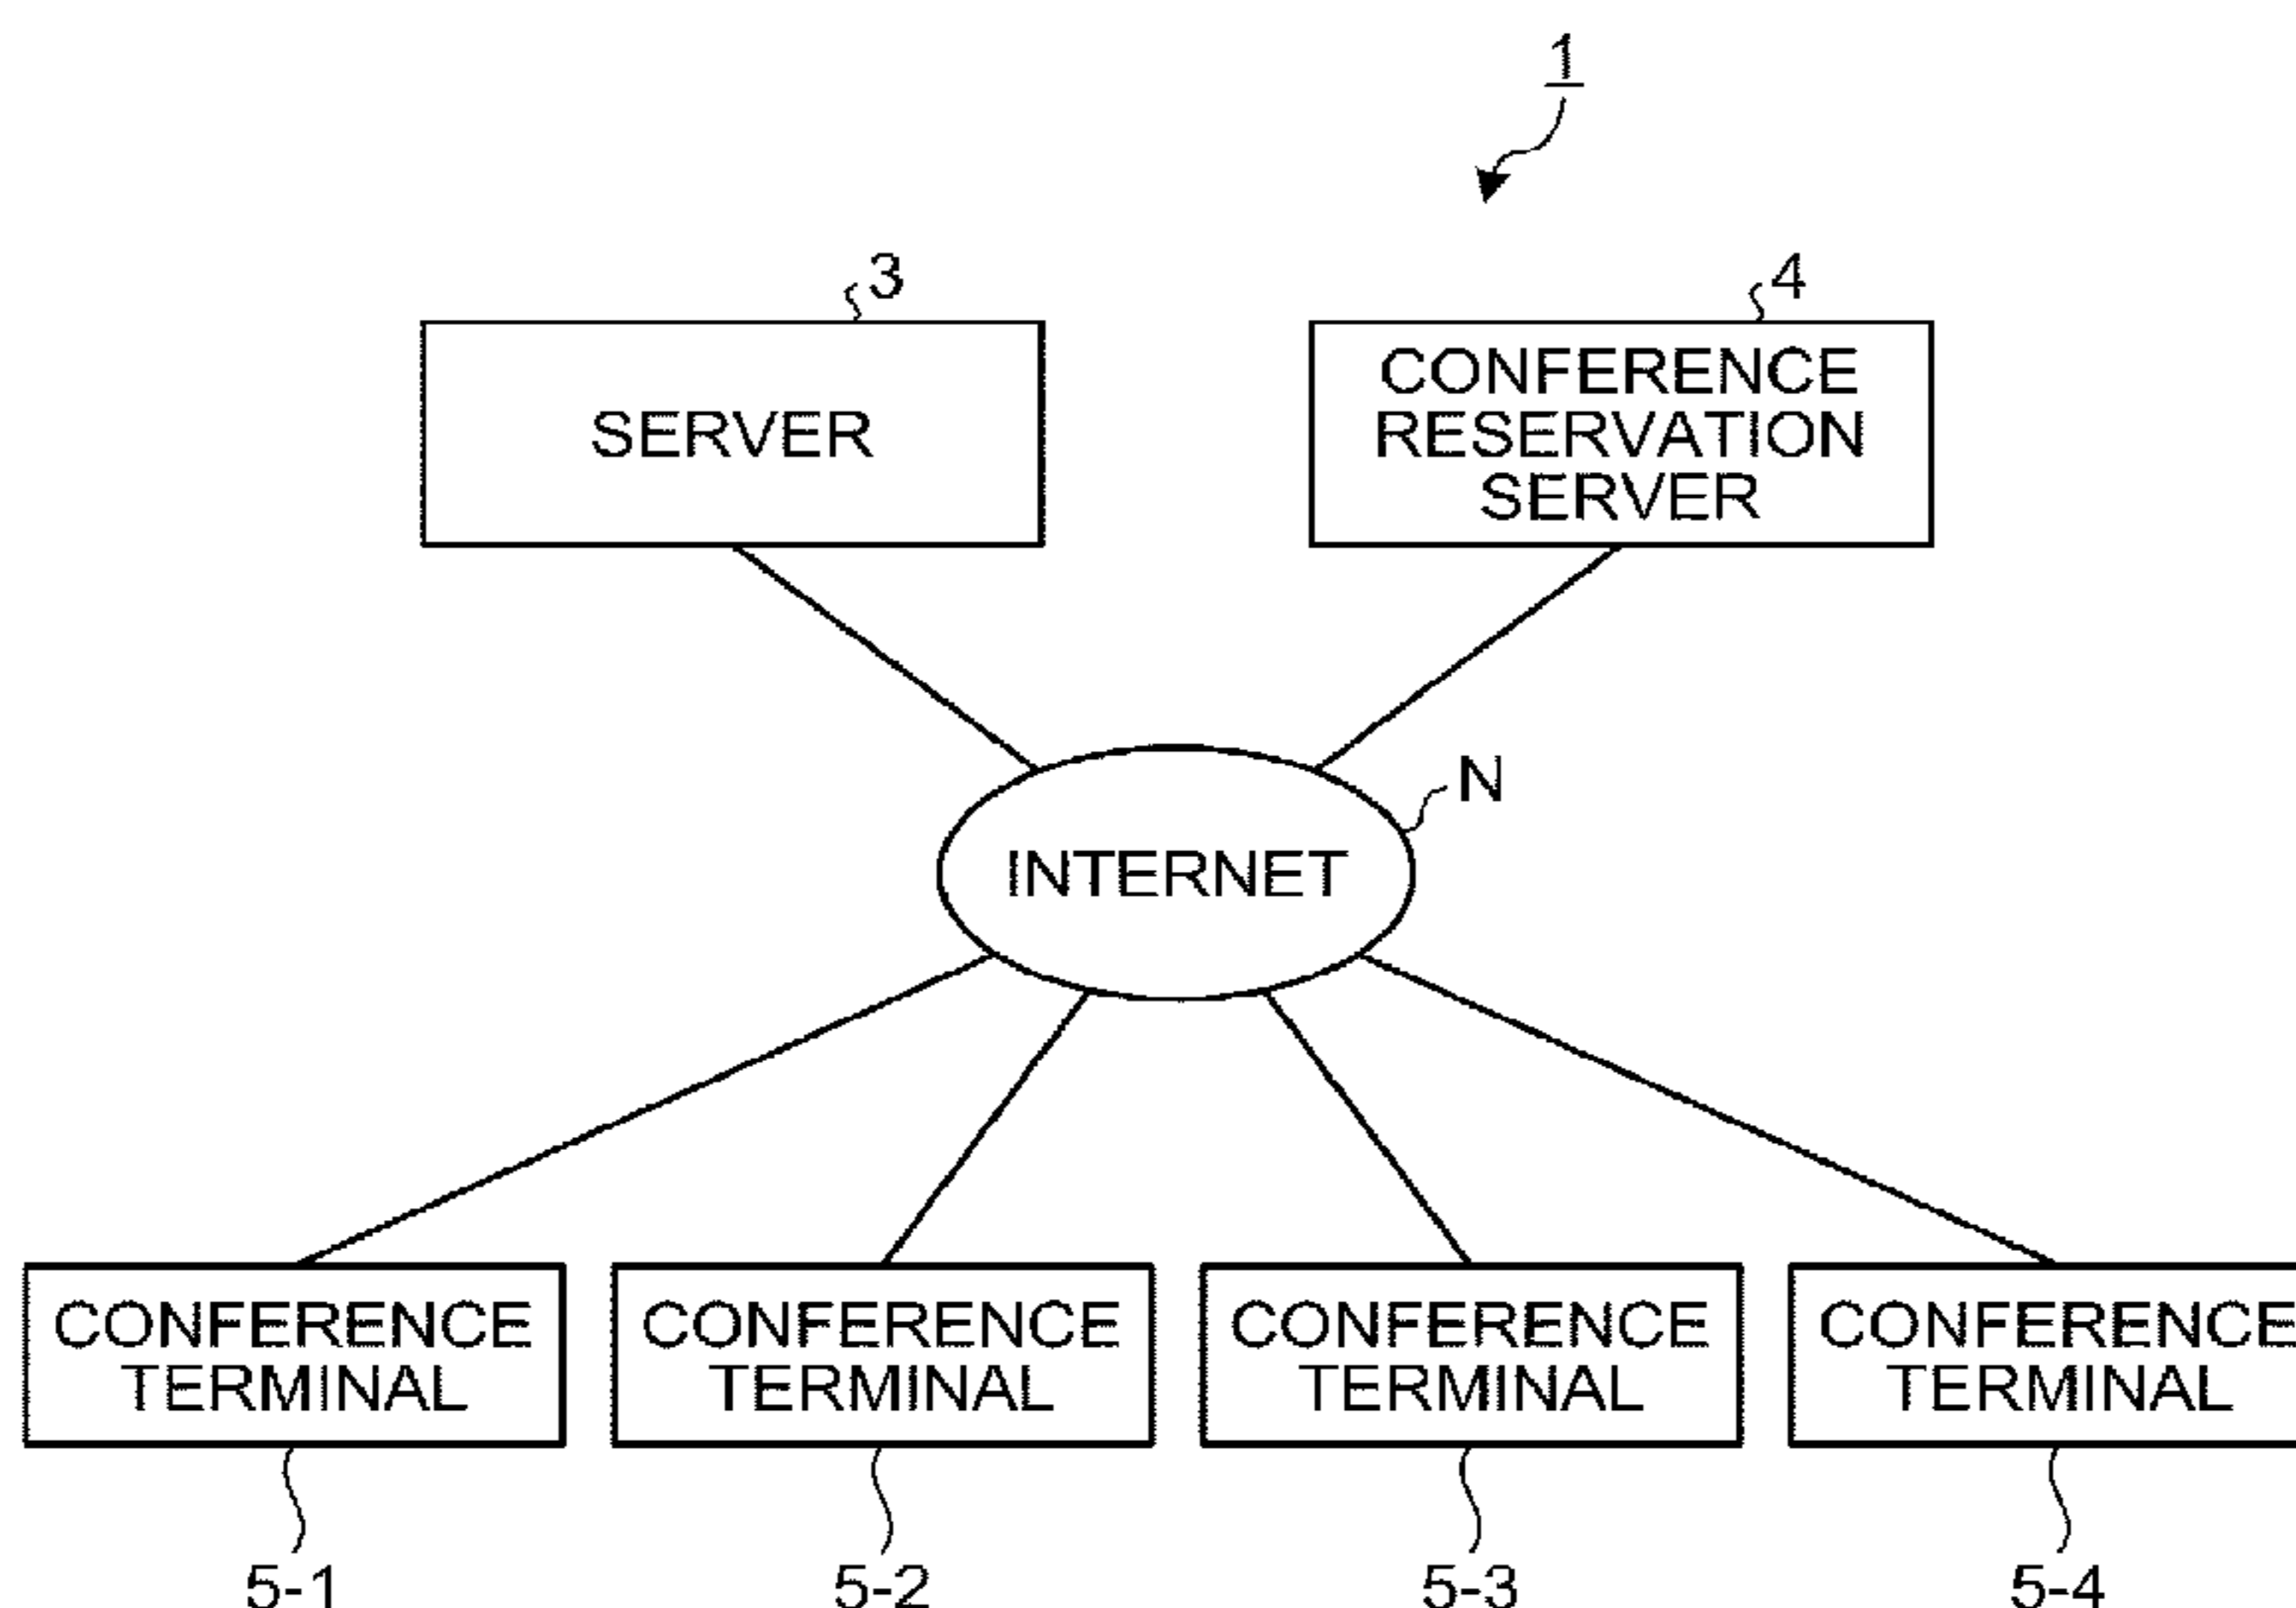 1
3
4
SERVER
CONFERENCE
RESERVATION
SERVER
N
INTERNET
CONFERENCE
TERMINAL
CONFERENCE
TERMINAL
CONFERENCE
TERMINAL
CONFERENCE
TERMINAL
5-1
5-2
5-3
5-4